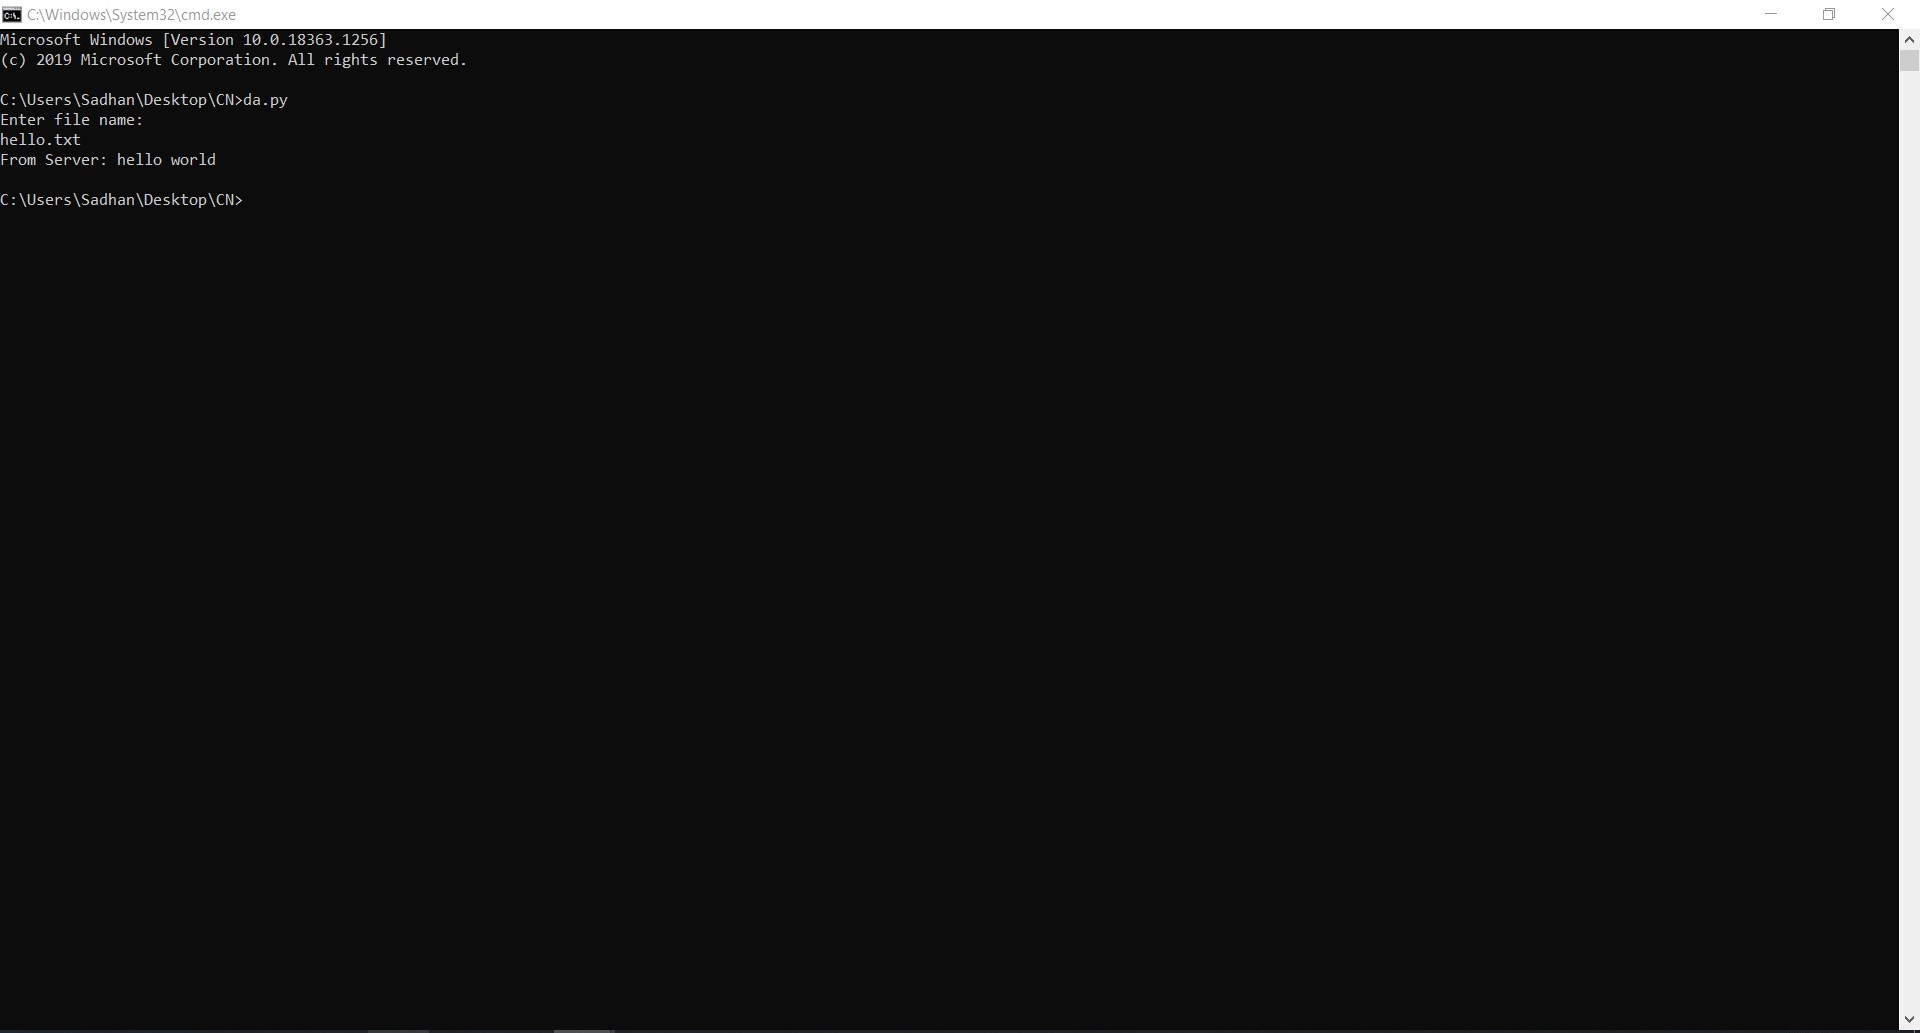 C:\Windows\System32\cmd.exe
Microsoft Windows [Version 10.0.18363.1256]
(c) 2019 Microsoft Corporation. All rights reserved.
C:\Users\Sadhan\Desktop\CN>da.py
Enter file name:
hello.txt
From Server: hello world
C:\Users\Sadhan\Desktop\CN>